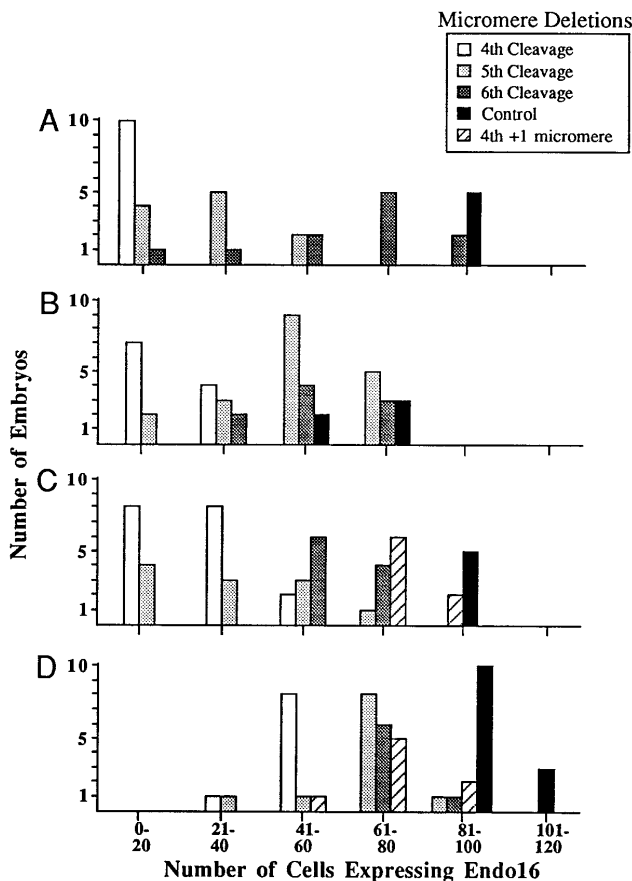 Micromere Deletions
4th Cleavage
5th Cleavage
6th Cleavage
Control
4th +1 micromere
A
10
5
1
B
10
5
1
C
10
5
1
D
10
5
1
Number of Embryos
0-
20
21-
40
41-
60
61-
80
81-
100
101-
120
Number of Cells Expressing Endo16